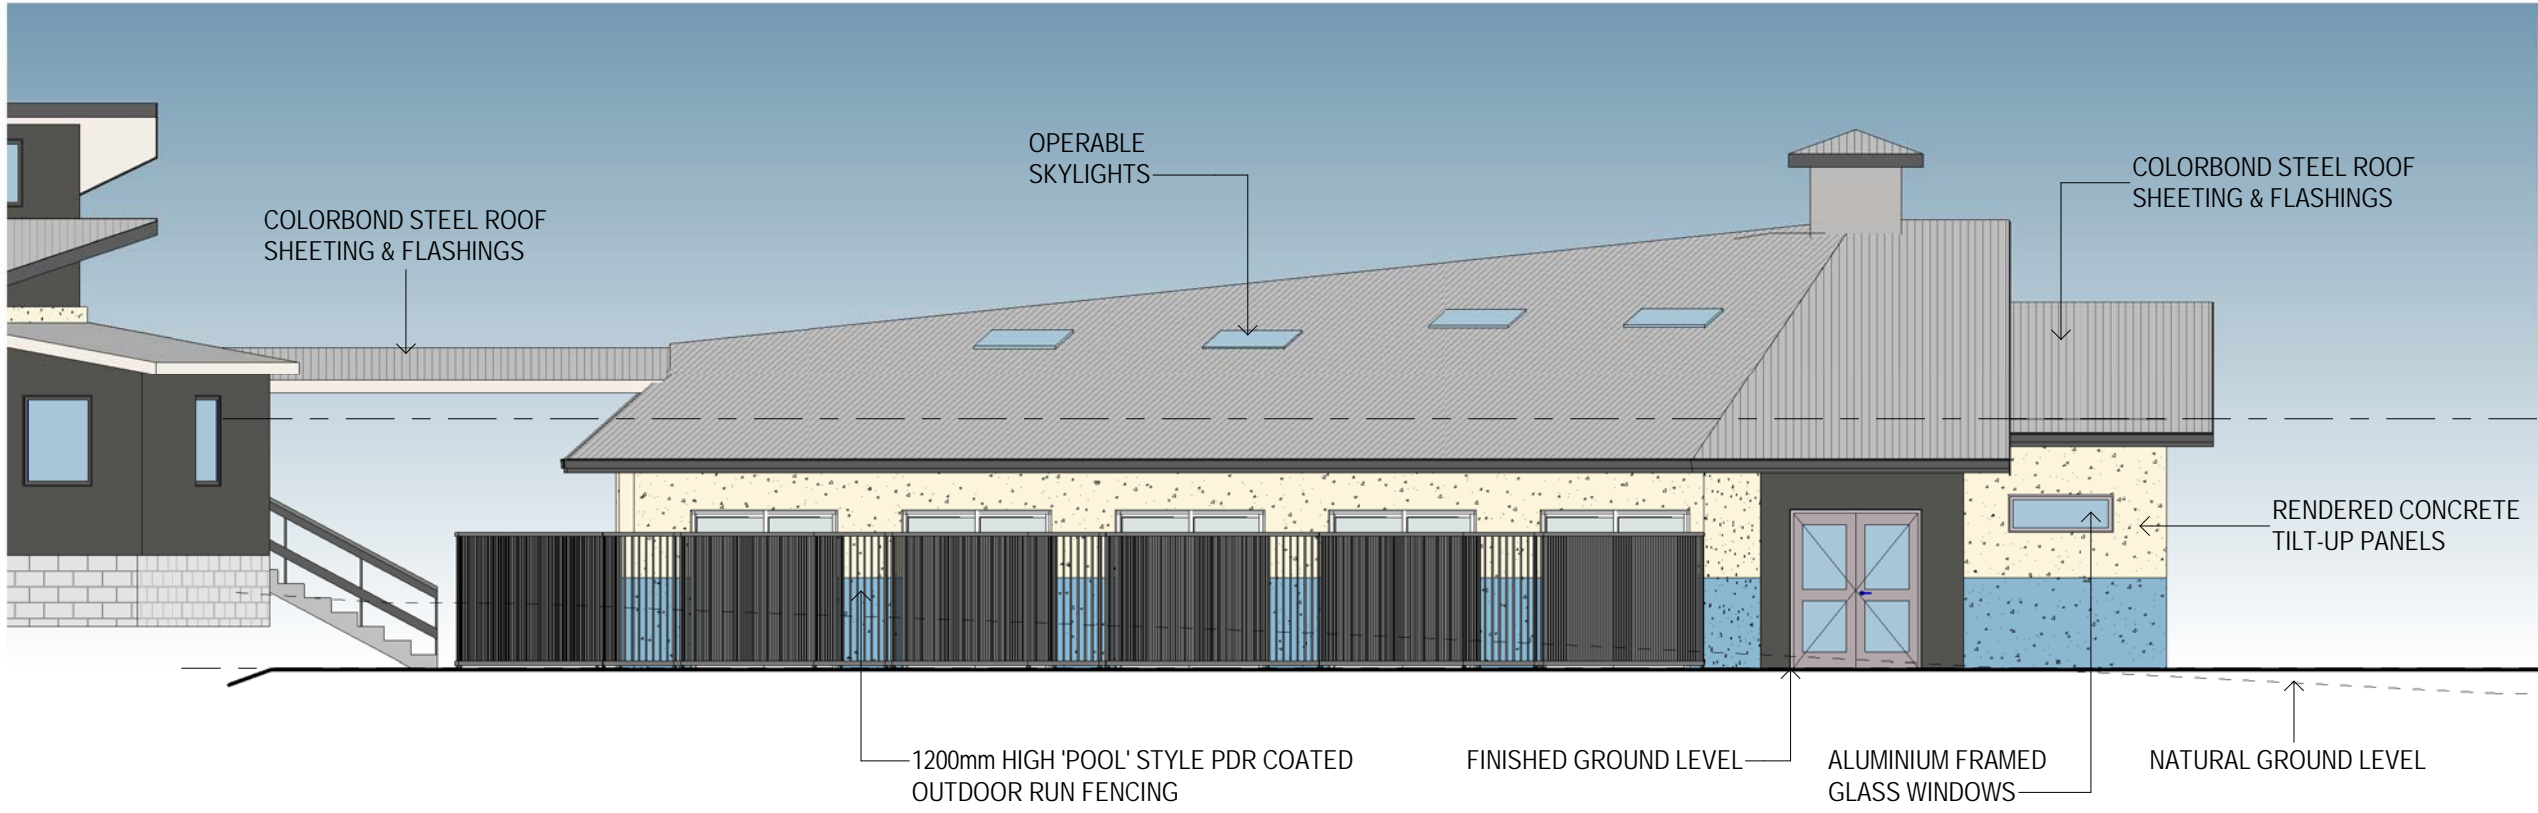 OPERABLE
SKYLIGHTS
COLORBOND STEEL ROOF
SHEETING & FLASHINGS
COLORBOND STEEL ROOF
SHEETING & FLASHINGS
RENDERED CONCRETE
TILT-UP PANELS
1200mm HIGH 'POOL' STYLE PDR COATED
OUTDOOR RUN FENCING
FINISHED GROUND LEVEL
ALUMINIUM FRAMED
GLASS WINDOWS
NATURAL GROUND LEVEL